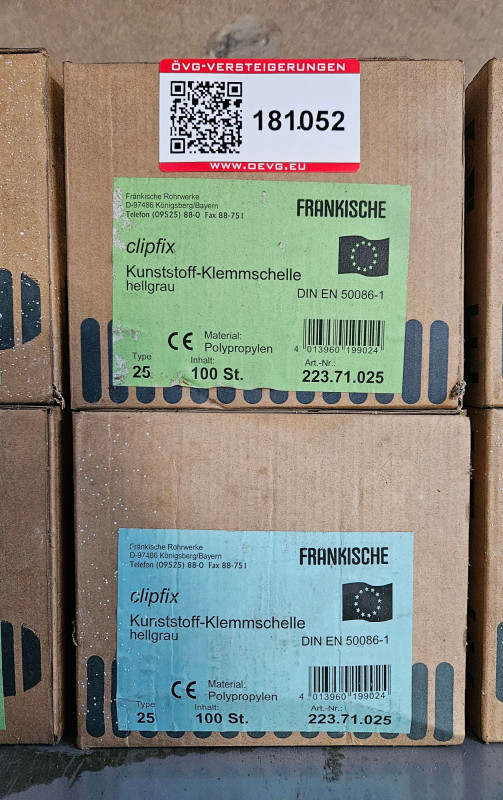 ÖVG-VERSTEIGERUNGEN
181.052
WWW.OEVG.EU
Fränkische Rohrwerke
D-97486 Königsberg/Bayern
Telefon (09525) 88-0 Fax 88-751
FRÄNKISCHE
clipfix
Kunststoff-Klemmschelle
hellgrau
DIN EN 50086-1
CE
Material:
Polypropylen
4 013960 199024
Type
Inhalt:
Art.-Nr.:
25
100 St.
223.71.025
Fränkische Rohrwerke
D-97486 Königsberg/Bayern
Telefon (09525) 88-0 Fax 88-751
FRÄNKISCHE
clipfix
Kunststoff-Klemmschelle
hellgrau
DIN EN 50086-1
CE
Material:
Polypropylen
4 013960 199024
Type
Inhalt:
Art.-Nr.:
25
100 St.
223.71.025